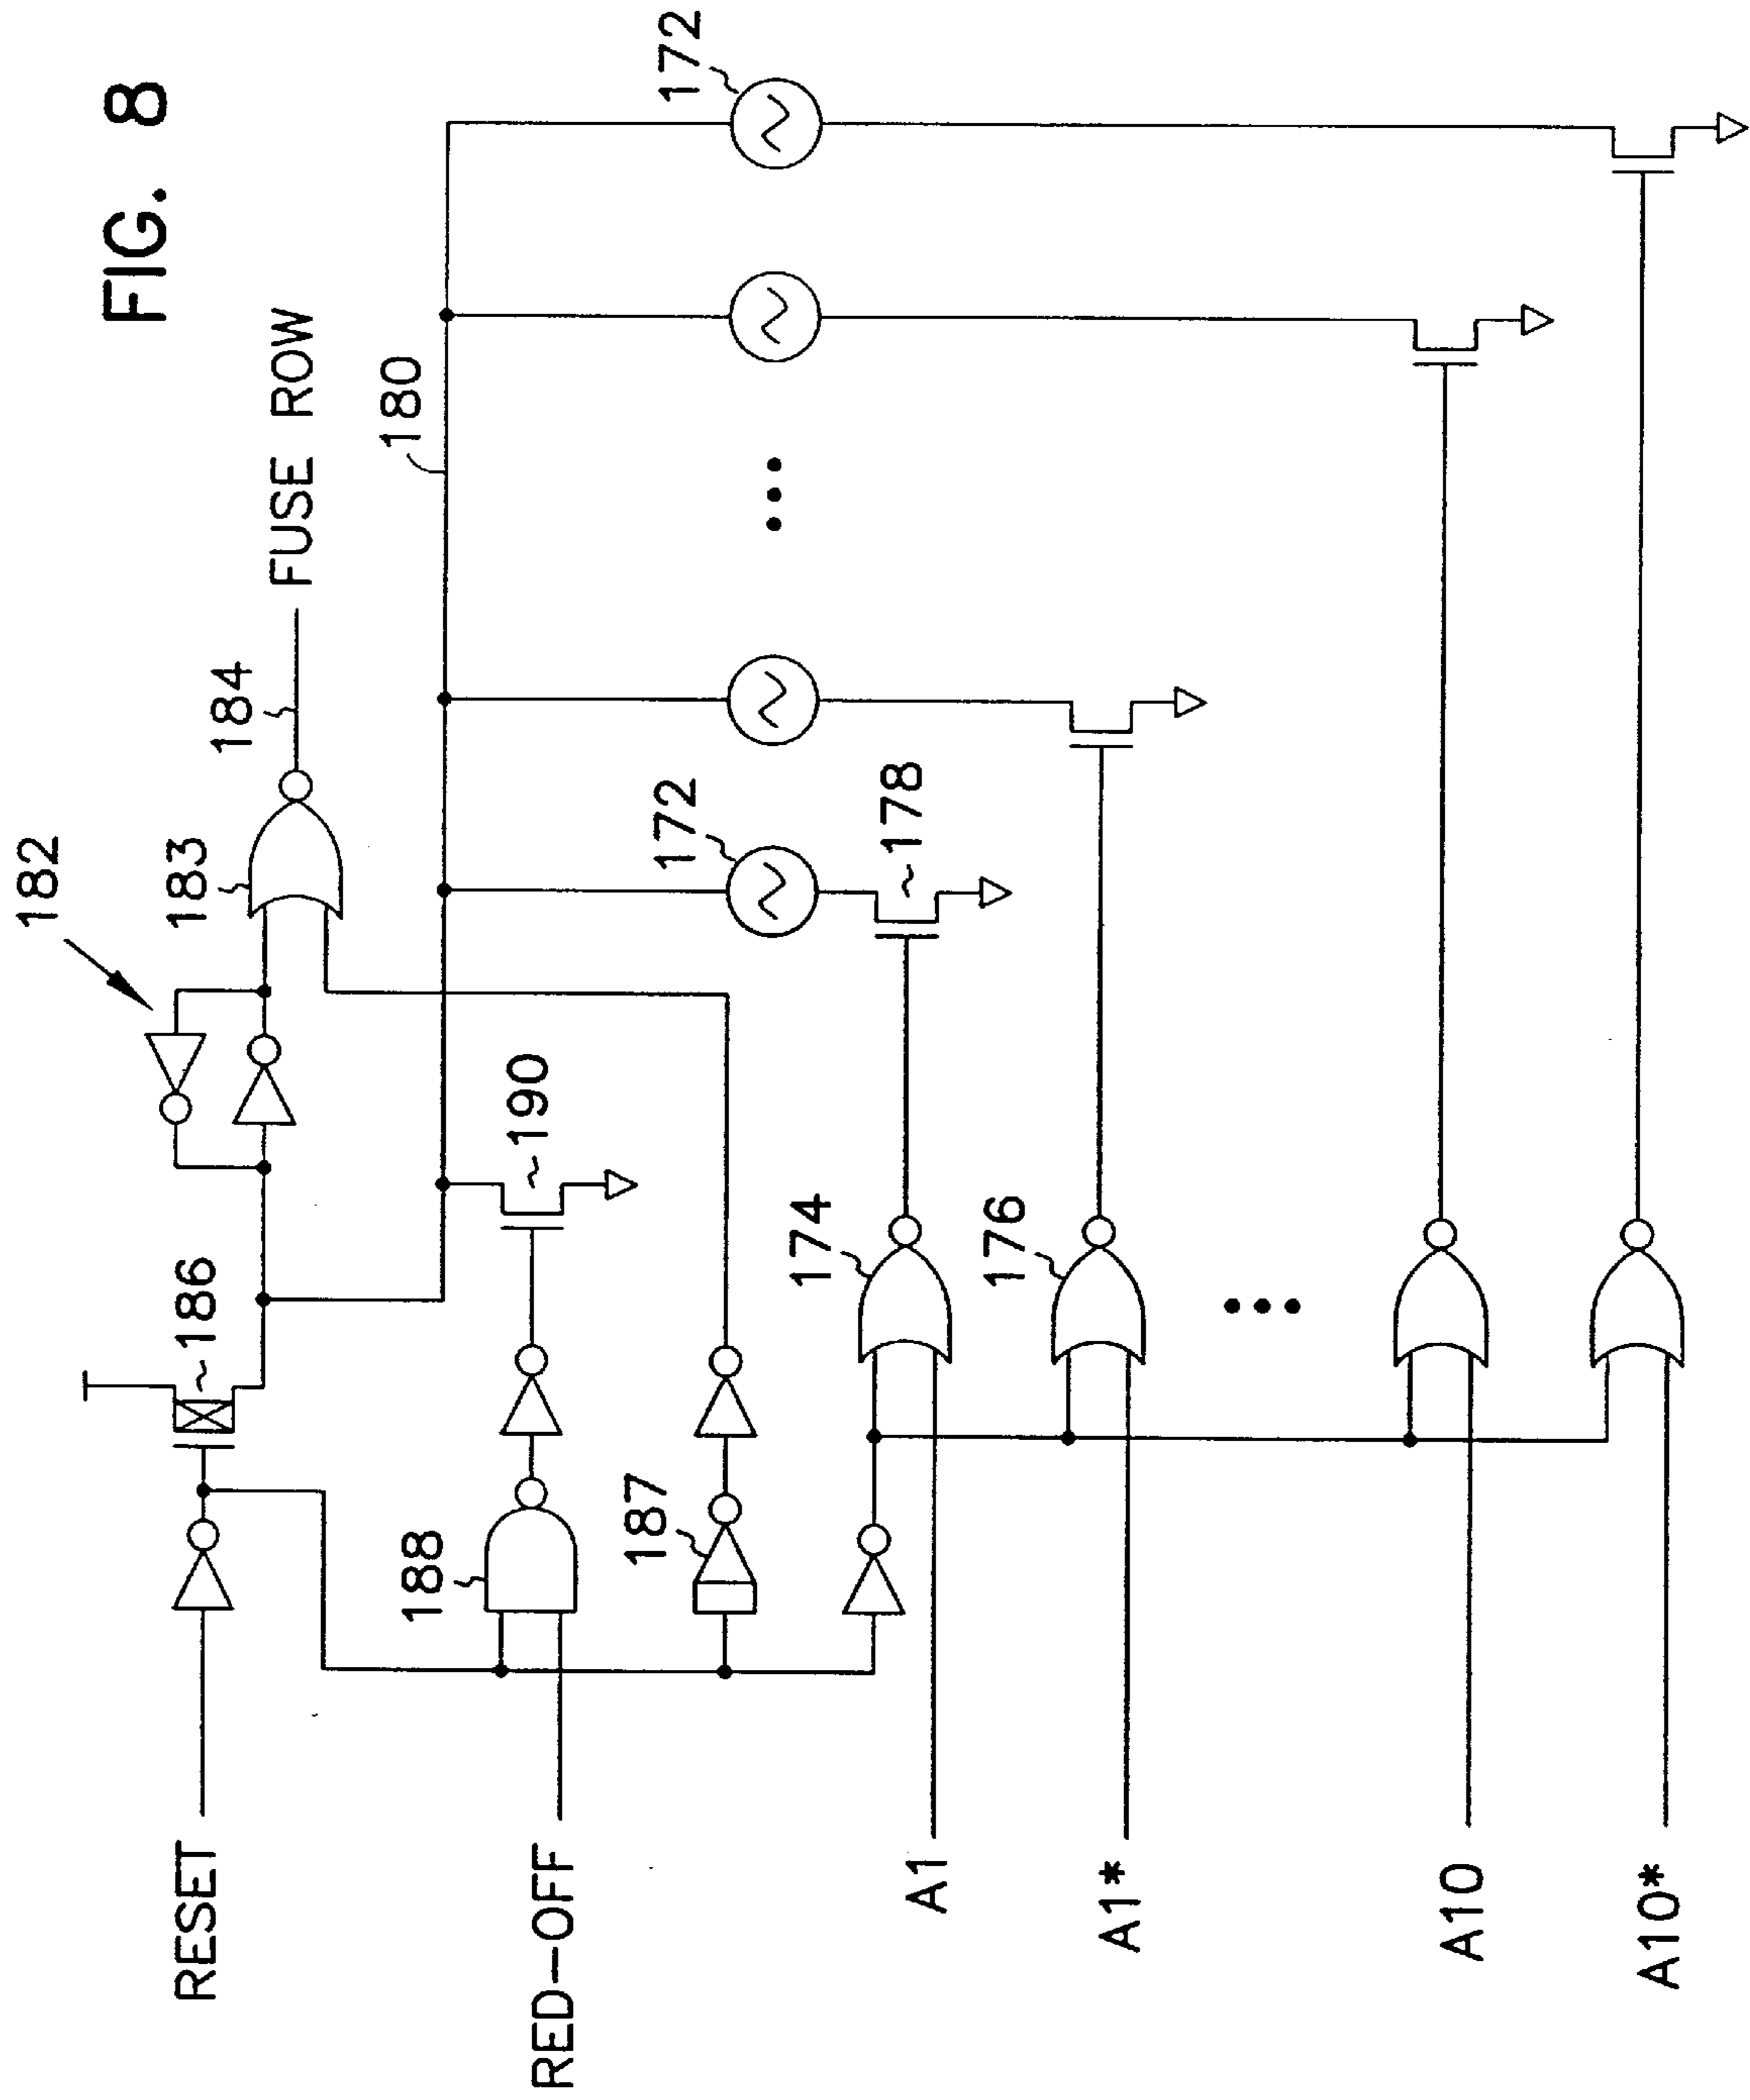 FIG. 8
182
183
184
FUSE ROW
186
180
172
188
190
187
172
178
174
176
RESET
RED-OFF
A1
A1*
A10
A10*